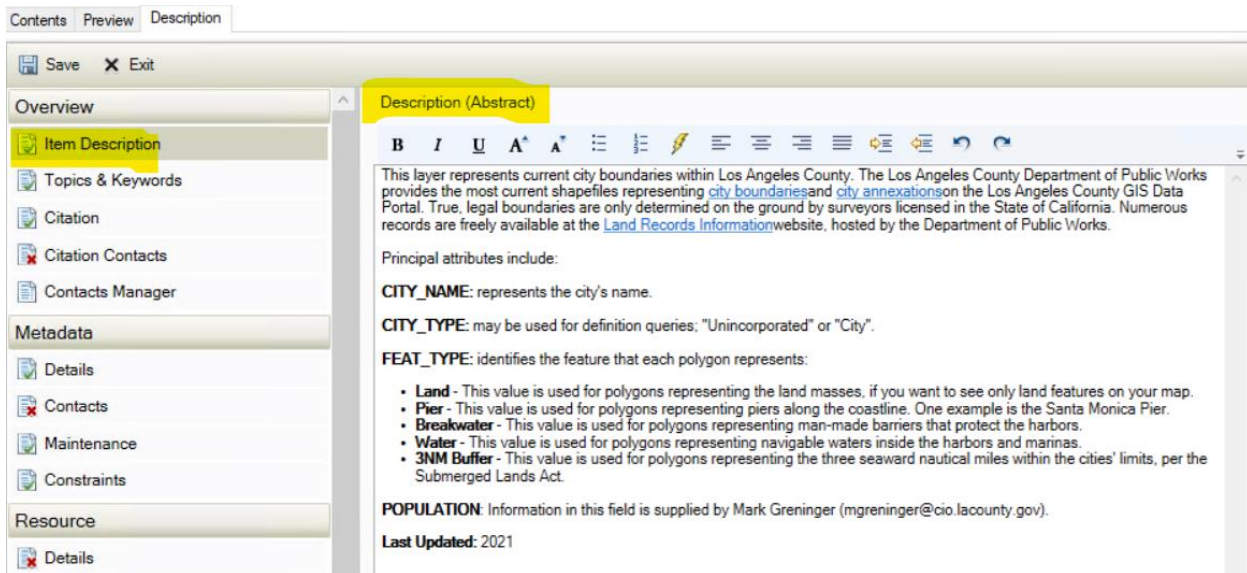 Contents Preview Description
Save Exit
Overview
Item Description
Topics & Keywords
Citation
Citation Contacts
Contacts Manager
Metadata
Details
Contacts
Maintenance
Constraints
Resource
Details
Description (Abstract)
B I U A A
This layer represents current city boundaries within Los Angeles County. The Los Angeles County Department of Public Works
provides the most current shapefiles representing city boundariesand city annexationson the Los Angeles County GIS Data
Portal. True, legal boundaries are only determined on the ground by surveyors licensed in the State of California. Numerous
records are freely available at the Land Records Informationwebsite, hosted by the Department of Public Works.
Principal attributes include:
CITY_NAME: represents the city's name.
CITY_TYPE: may be used for definition queries; "Unincorporated" or "City".
FEAT_TYPE: identifies the feature that each polygon represents:
• Land - This value is used for polygons representing the land masses, if you want to see only land features on your map.
• Pier - This value is used for polygons representing piers along the coastline. One example is the Santa Monica Pier.
• Breakwater - This value is used for polygons representing man-made barriers that protect the harbors.
• Water - This value is used for polygons representing navigable waters inside the harbors and marinas.
• 3NM Buffer - This value is used for polygons representing the three seaward nautical miles within the cities' limits, per the
Submerged Lands Act.
POPULATION: Information in this field is supplied by Mark Greninger (mgreninger@cio.lacounty.gov).
Last Updated: 2021